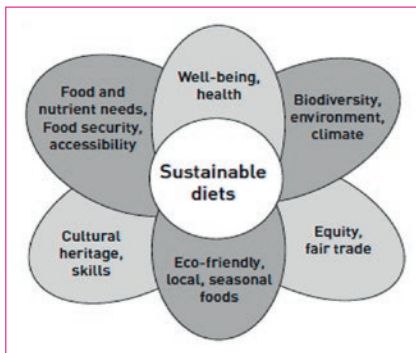 Well-being,
health
Food and
nutrient needs,
Food security,
accessibility
Biodiversity,
environment,
climate
Sustainable
diets
Cultural
heritage,
skills
Equity,
fair trade
Eco-friendly,
local, seasonal
foods